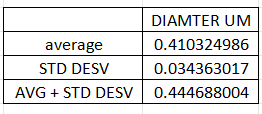 DIAMTER UM
average 0.410324986
STD DESV 0.034363017
AVG + STD DESV 0.444688004